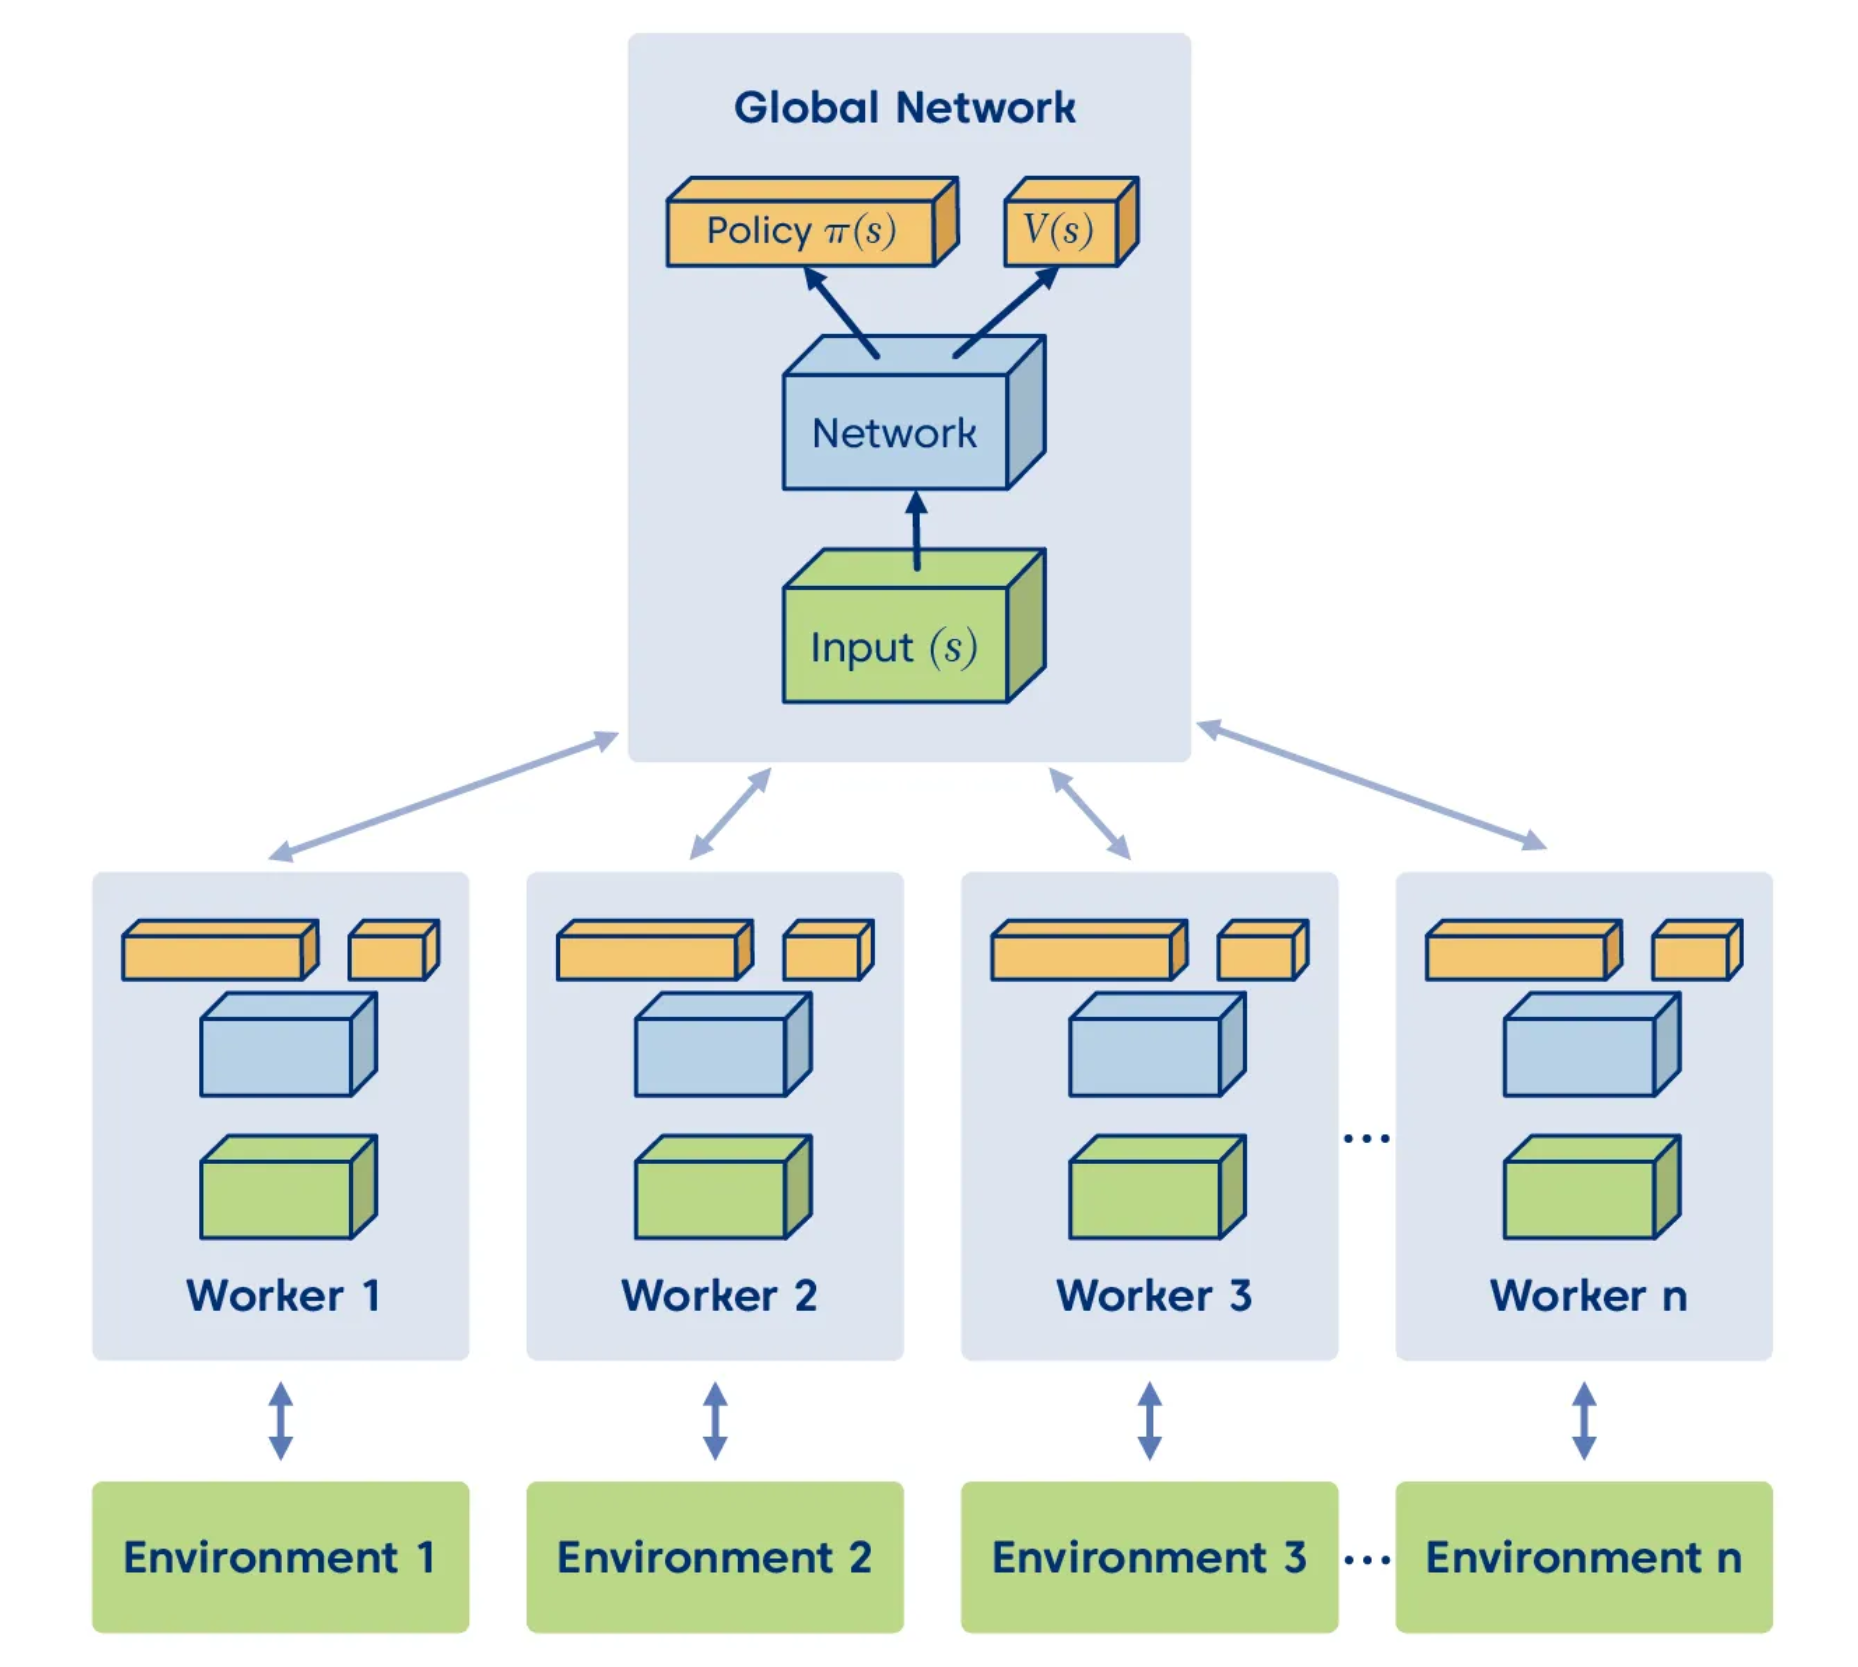 Global Network
Policy π(s)
V(s)
Network
Input (s)
...
Worker 1
Worker 2
Worker 3
Worker n
Environment 1
Environment 2
Environment 3
...
Environment n